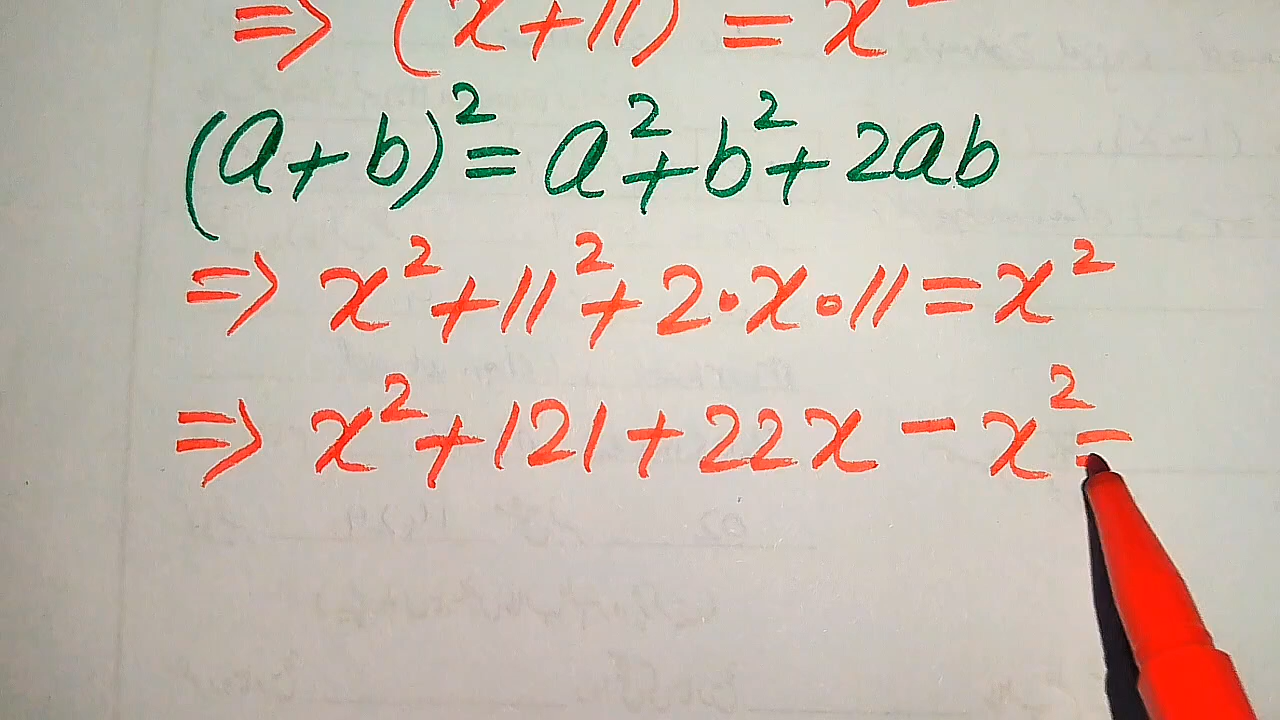 => (x+11) = x
(a+b)² = a²+b²+2ab
=> x²+11²+2·x·11=x²
=> x²+121+22x - x² =